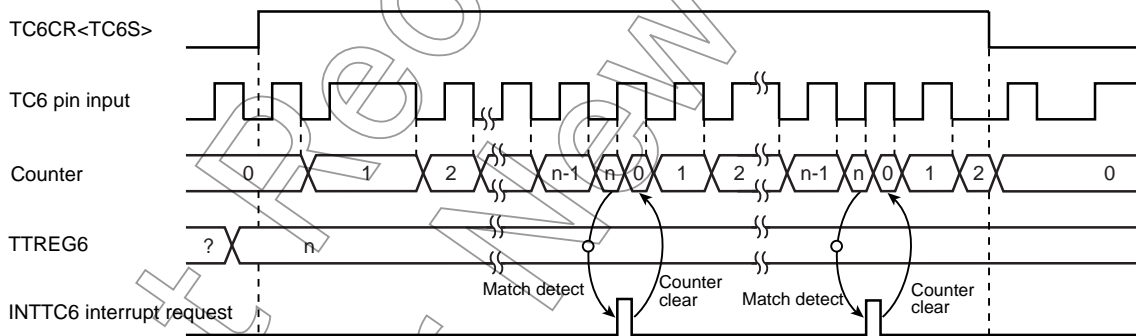 TC6CR<TC6S>
TC6 pin input
Counter
0 1 2 n-1 n 0 1 2 n-1 n 0 1 2 0
TTREG6
? n
Match detect
Counter
clear
Match detect
Counter
clear
INTTC6 interrupt request